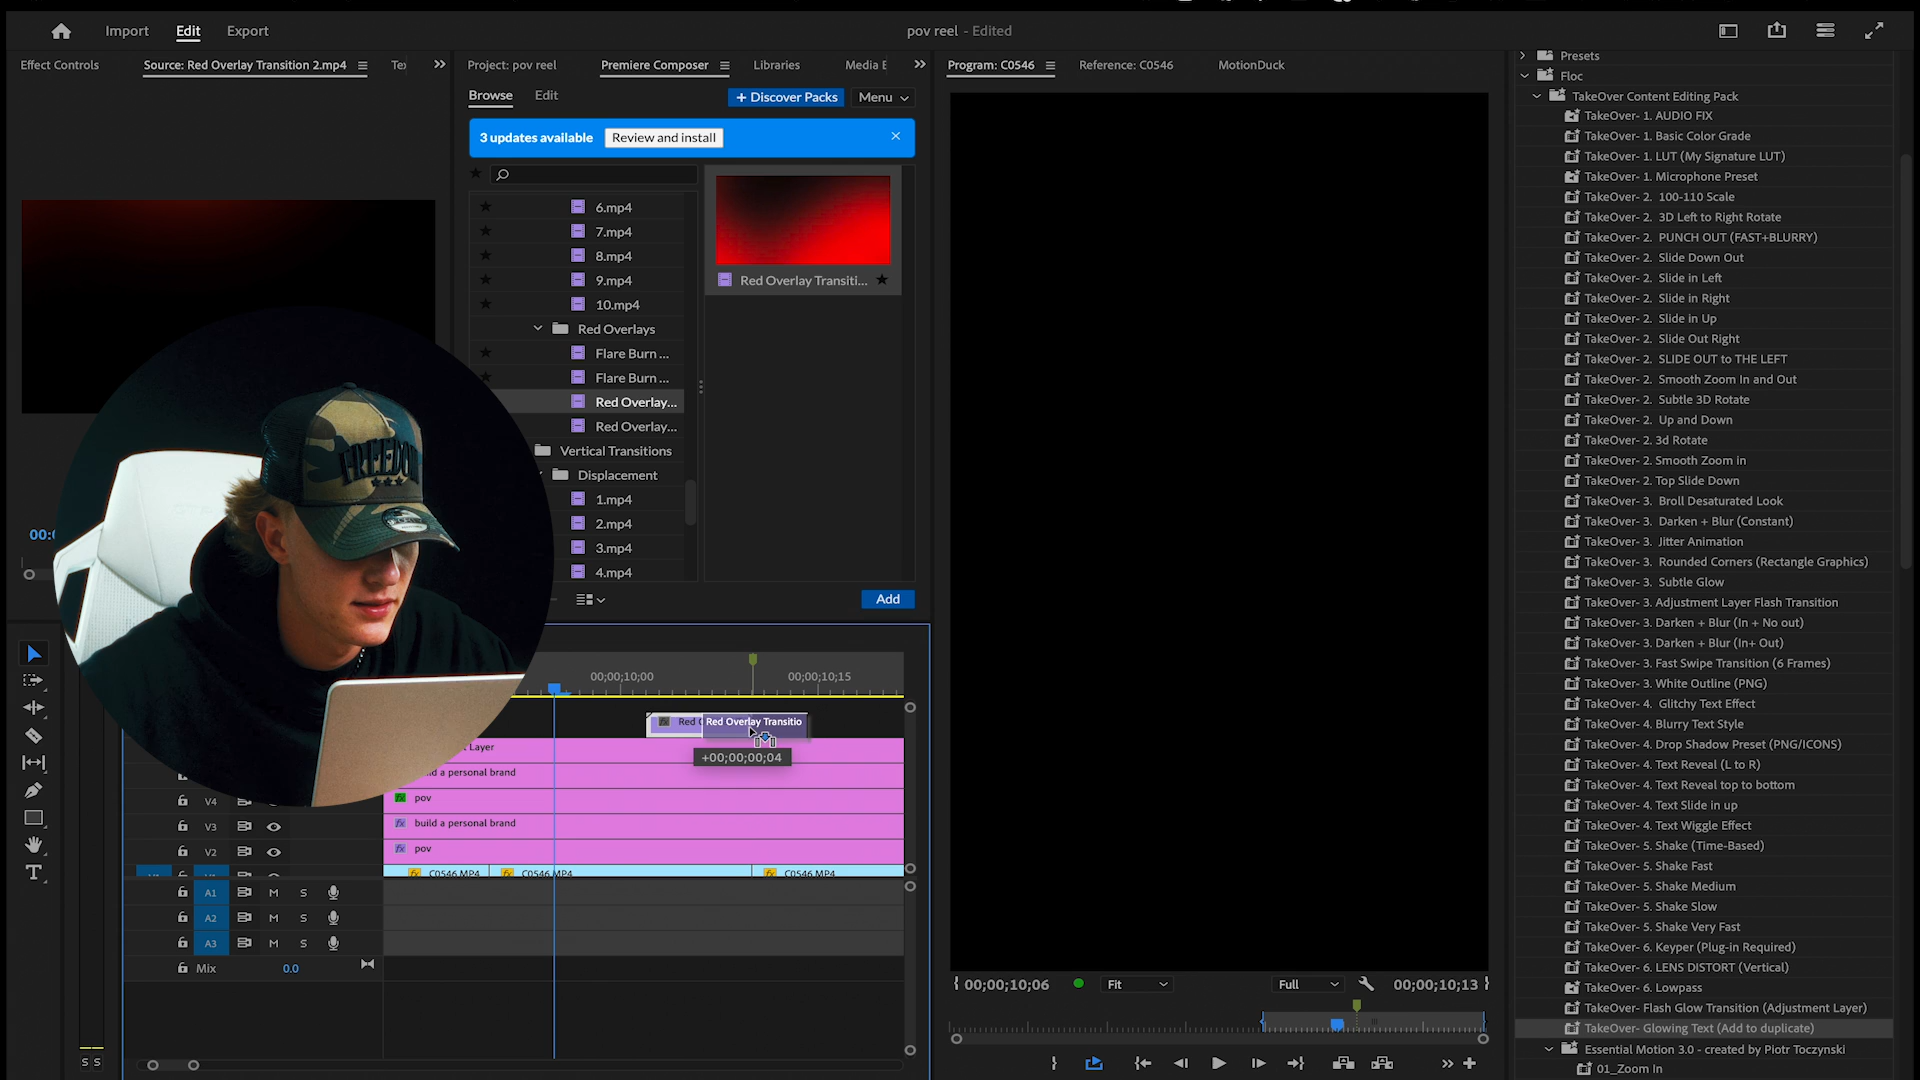 Import
Edit
Export
pov reel - Edited
Effect Controls
Source: Red Overlay Transition 2.mp4
Project: pov reel
Premiere Composer
Libraries
Program: C0546
Reference: C0546
MotionDuck
Browse
Edit
+ Discover Packs
Menu
3 updates available
Review and install
6.mp4
7.mp4
8.mp4
9.mp4
10.mp4
Red Overlays
Flare Burn ...
Flare Burn ...
Red Overlay...
Red Overlay...
Vertical Transitions
Displacement
1.mp4
2.mp4
3.mp4
4.mp4
Red Overlay Transiti...
Add
FREEDOM
00;00;10;00
00;00;10;15
Red Overlay Transitio
+00;00;00;04
Layer
build a personal brand
V4
pov
V3
build a personal brand
V2
pov
C0546.MP4
C0546.MP4
C0546.MP4
A1
M
S
A2
M
S
A3
M
S
Mix
0.0
S S
00;00;10;06
Fit
Full
00;00;10;13
Presets
Floc
TakeOver Content Editing Pack
TakeOver- 1. AUDIO FIX
TakeOver- 1. Basic Color Grade
TakeOver- 1. LUT (My Signature LUT)
TakeOver- 1. Microphone Preset
TakeOver- 2. 100-110 Scale
TakeOver- 2. 3D Left to Right Rotate
TakeOver- 2. PUNCH OUT (FAST+BLURRY)
TakeOver- 2. Slide Down Out
TakeOver- 2. Slide in Left
TakeOver- 2. Slide in Right
TakeOver- 2. Slide in Up
TakeOver- 2. Slide Out Right
TakeOver- 2. SLIDE OUT to THE LEFT
TakeOver- 2. Smooth Zoom In and Out
TakeOver- 2. Subtle 3D Rotate
TakeOver- 2. Up and Down
TakeOver- 2. 3d Rotate
TakeOver- 2. Smooth Zoom in
TakeOver- 2. Top Slide Down
TakeOver- 3. Broll Desaturated Look
TakeOver- 3. Darken + Blur (Constant)
TakeOver- 3. Jitter Animation
TakeOver- 3. Rounded Corners (Rectangle Graphics)
TakeOver- 3. Subtle Glow
TakeOver- 3. Adjustment Layer Flash Transition
TakeOver- 3. Darken + Blur (In + No out)
TakeOver- 3. Darken + Blur (In+ Out)
TakeOver- 3. Fast Swipe Transition (6 Frames)
TakeOver- 3. White Outline (PNG)
TakeOver- 4. Glitchy Text Effect
TakeOver- 4. Blurry Text Style
TakeOver- 4. Drop Shadow Preset (PNG/ICONS)
TakeOver- 4. Text Reveal (L to R)
TakeOver- 4. Text Reveal top to bottom
TakeOver- 4. Text Slide in up
TakeOver- 4. Text Wiggle Effect
TakeOver- 5. Shake (Time-Based)
TakeOver- 5. Shake Fast
TakeOver- 5. Shake Medium
TakeOver- 5. Shake Slow
TakeOver- 5. Shake Very Fast
TakeOver- 6. Keyper (Plug-in Required)
TakeOver- 6. LENS DISTORT (Vertical)
TakeOver- 6. Lowpass
TakeOver- Flash Glow Transition (Adjustment Layer)
TakeOver- Glowing Text (Add to duplicate)
Essential Motion 3.0 - created by Piotr Toczynski
01_Zoom In